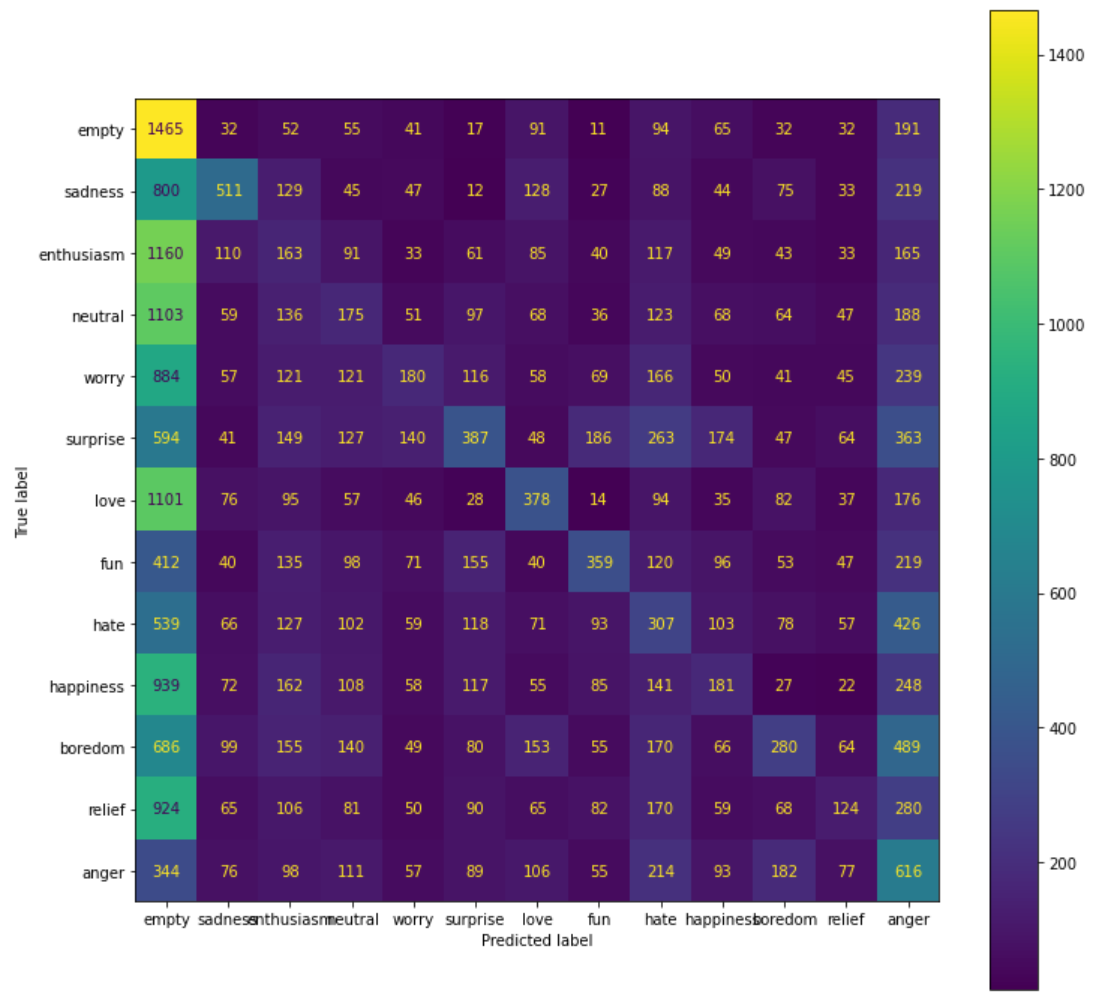 1400
1200
1000
800
600
400
200
True label
empty 1465 32 52 55 41 17 91 11 94 65 32 32 191
sadness 800 511 129 45 47 12 128 27 88 44 75 33 219
enthusiasm 1160 110 163 91 33 61 85 40 117 49 43 33 165
neutral 1103 59 136 175 51 97 68 36 123 68 64 47 188
worry 884 57 121 121 180 116 58 69 166 50 41 45 239
surprise 594 41 149 127 140 387 48 186 263 174 47 64 363
love 1101 76 95 57 46 28 378 14 94 35 82 37 176
fun 412 40 135 98 71 155 40 359 120 96 53 47 219
hate 539 66 127 102 59 118 71 93 307 103 78 57 426
happiness 939 72 162 108 58 117 55 85 141 181 27 22 248
boredom 686 99 155 140 49 80 153 55 170 66 280 64 489
relief 924 65 106 81 50 90 65 82 170 59 68 124 280
anger 344 76 98 111 57 89 106 55 214 93 182 77 616
empty sadness enthusiasm neutral worry surprise love fun hate happiness boredom relief anger
Predicted label